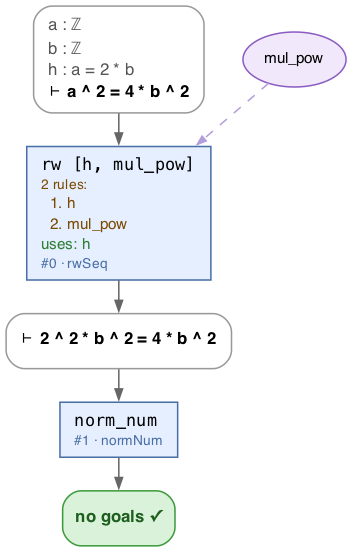 a : ℤ
b : ℤ
h : a = 2 * b
⊢ a ^ 2 = 4 * b ^ 2
mul_pow
rw [h, mul_pow]
2 rules:
1. h
2. mul_pow
uses: h
#0 · rwSeq
⊢ 2 ^ 2 * b ^ 2 = 4 * b ^ 2
norm_num
#1 · normNum
no goals ✓